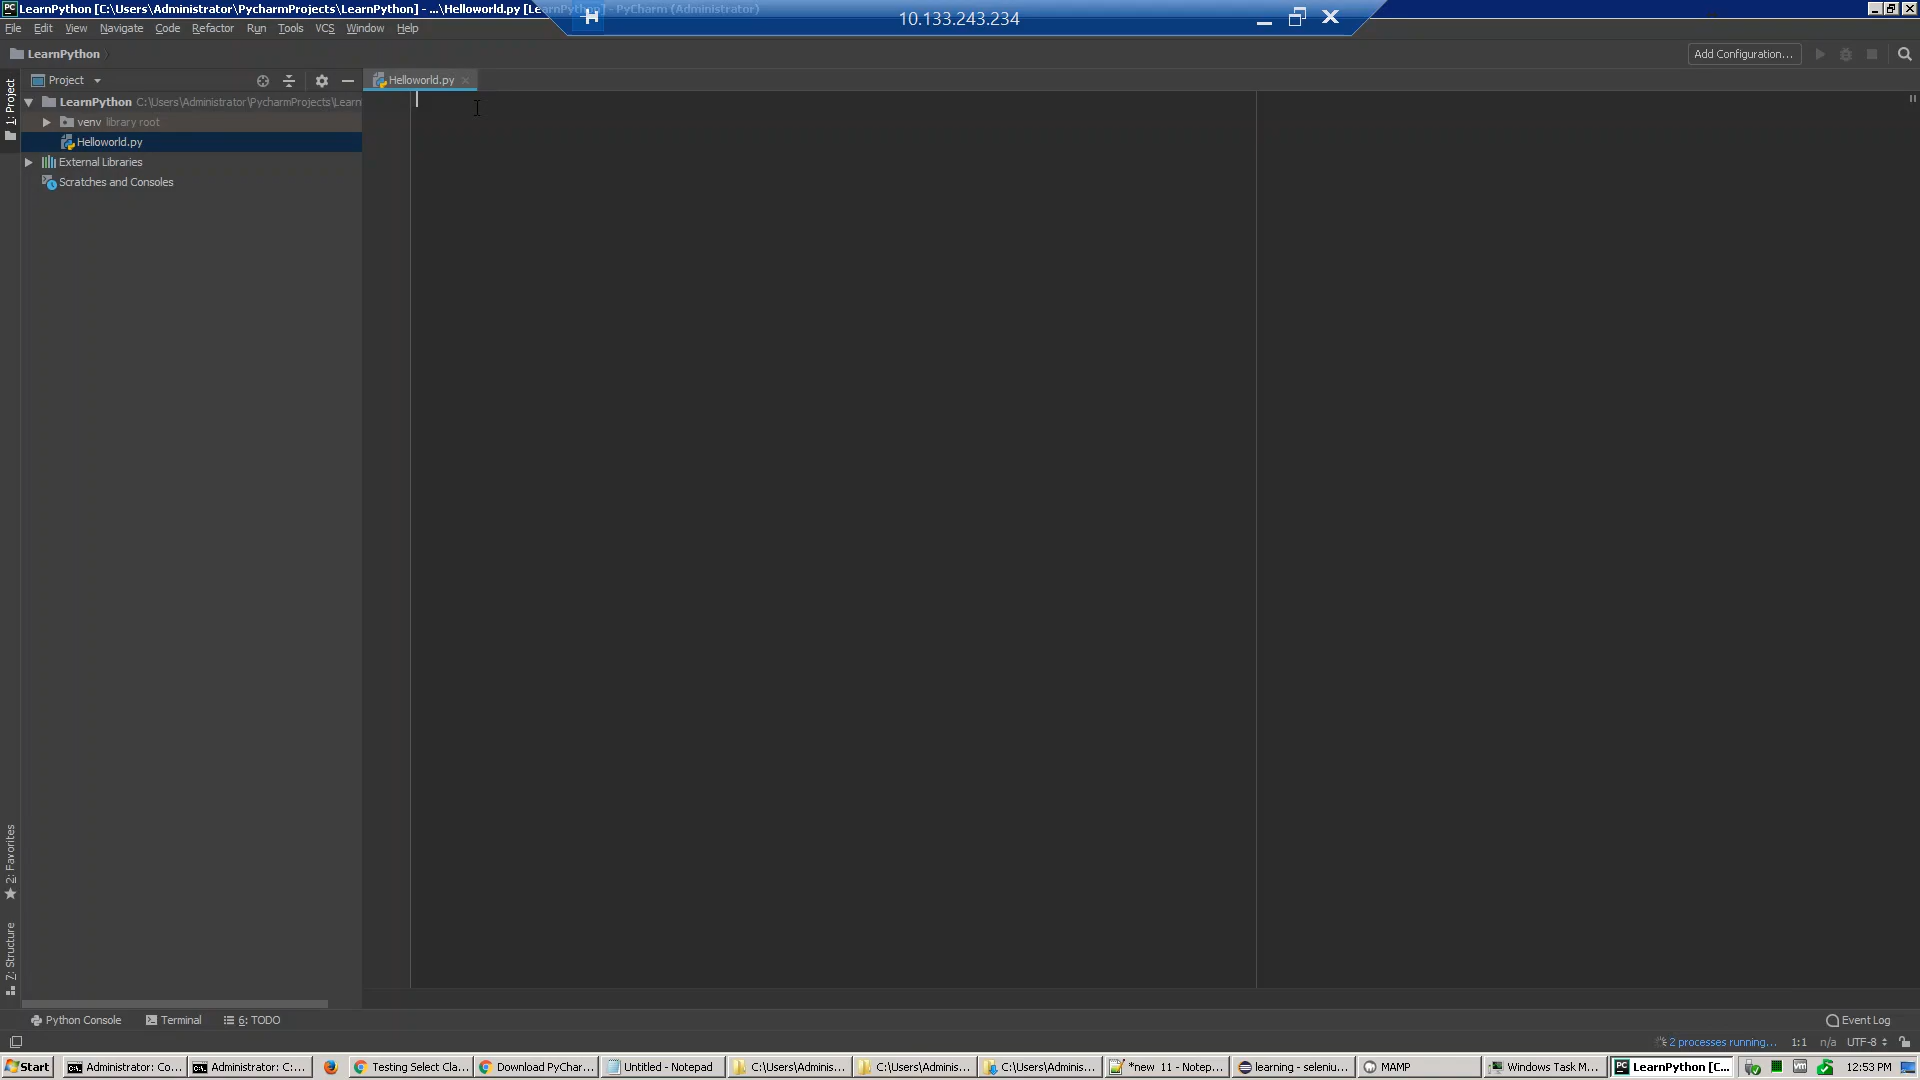 LearnPython [C:\Users\Administrator\PycharmProjects\LearnPython] - ...\Helloworld.py [LearnPython] - PyCharm (Administrator)
10.133.243.234
File Edit View Navigate Code Refactor Run Tools VCS Window Help
LearnPython
Add Configuration...
Project
Helloworld.py
1: Project
LearnPython C:\Users\Administrator\PycharmProjects\Learn
venv library root
Helloworld.py
External Libraries
Scratches and Consoles
2: Favorites
7: Structure
Python Console
Terminal
6: TODO
Event Log
2 processes running...
1:1
n/a
UTF-8
Start
Administrator: Co...
Administrator: C:...
Testing Select Cla...
Download PyChar...
Untitled - Notepad
C:\Users\Adminis...
C:\Users\Adminis...
C:\Users\Adminis...
*new 11 - Notep...
learning - seleniu...
MAMP
Windows Task M...
LearnPython [C...
12:53 PM